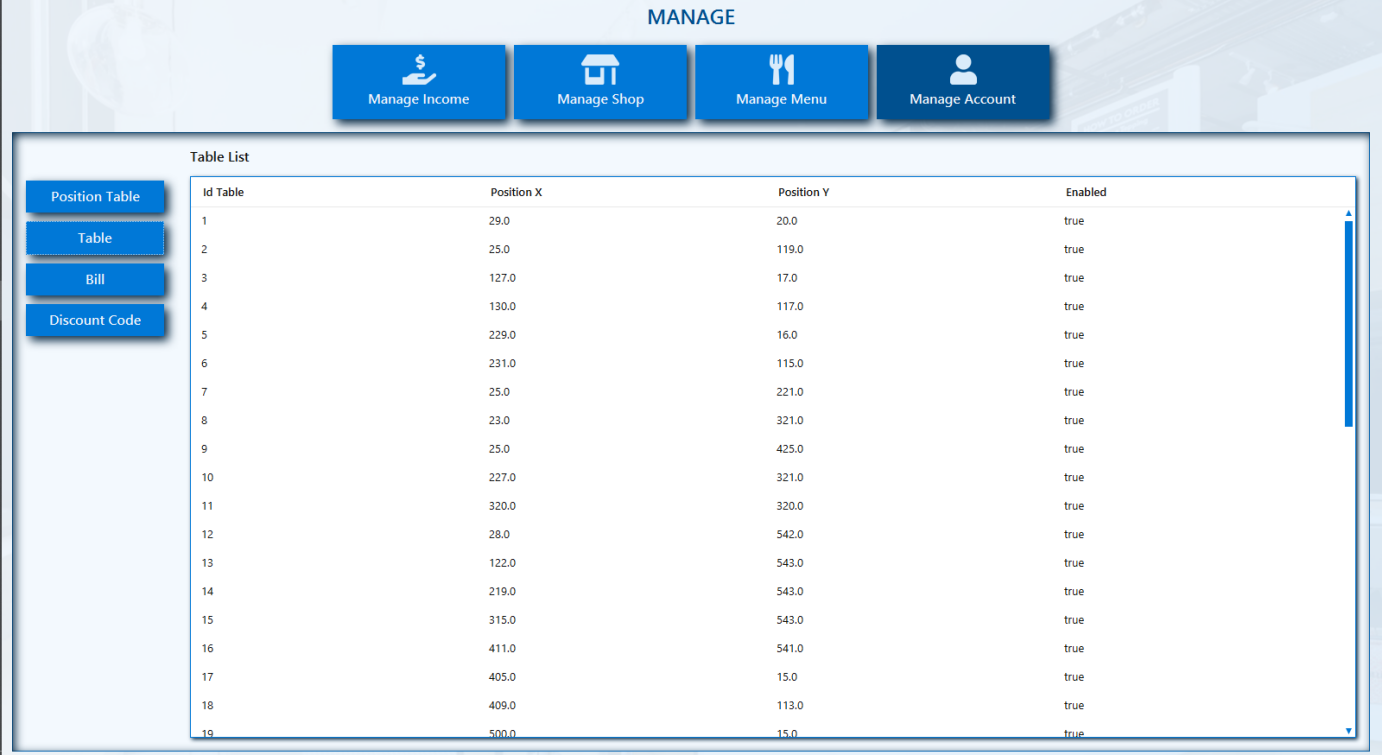 MANAGE
Manage Income Manage Shop Manage Menu Manage Account
Table List
Position Table
Table
Bill
Discount Code
Id Table Position X Position Y Enabled
1 29.0 20.0 true
2 25.0 119.0 true
3 127.0 17.0 true
4 130.0 117.0 true
5 229.0 16.0 true
6 231.0 115.0 true
7 25.0 221.0 true
8 23.0 321.0 true
9 25.0 425.0 true
10 227.0 321.0 true
11 320.0 320.0 true
12 28.0 542.0 true
13 122.0 543.0 true
14 219.0 543.0 true
15 315.0 543.0 true
16 411.0 541.0 true
17 405.0 15.0 true
18 409.0 113.0 true
19 500.0 15.0 true